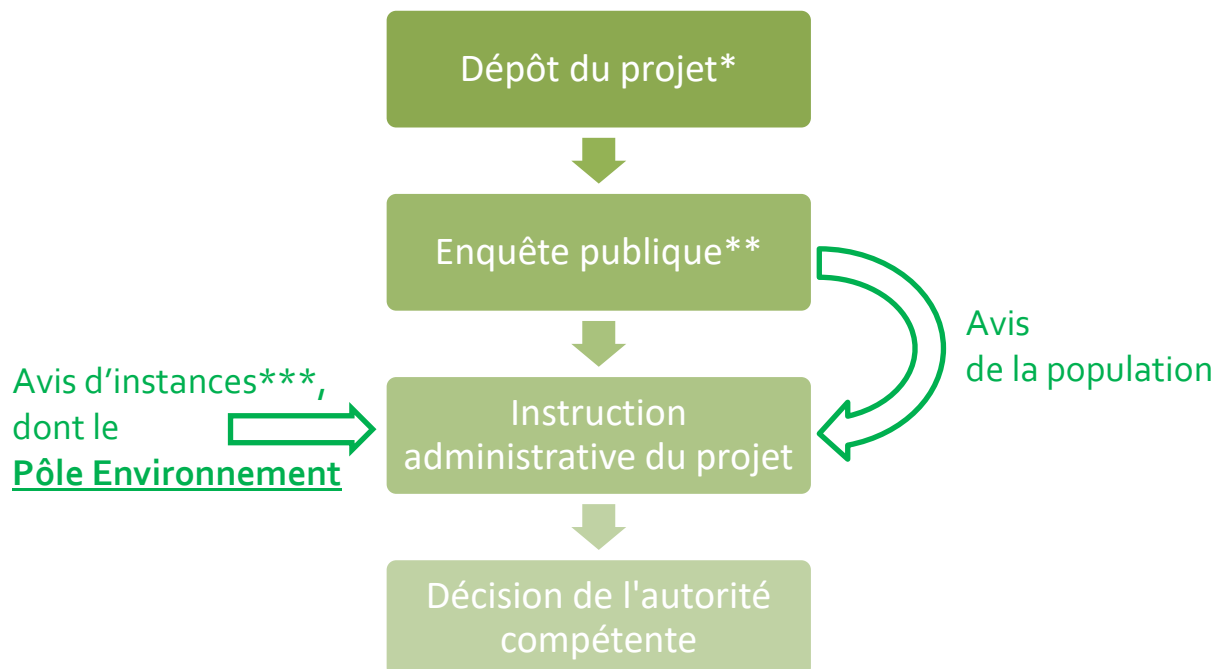 Dépôt du projet*
Enquête publique**
Avis
de la population
Avis d'instances***,
dont le
Pôle Environnement
Instruction
administrative du projet
Décision de l'autorité
compétente